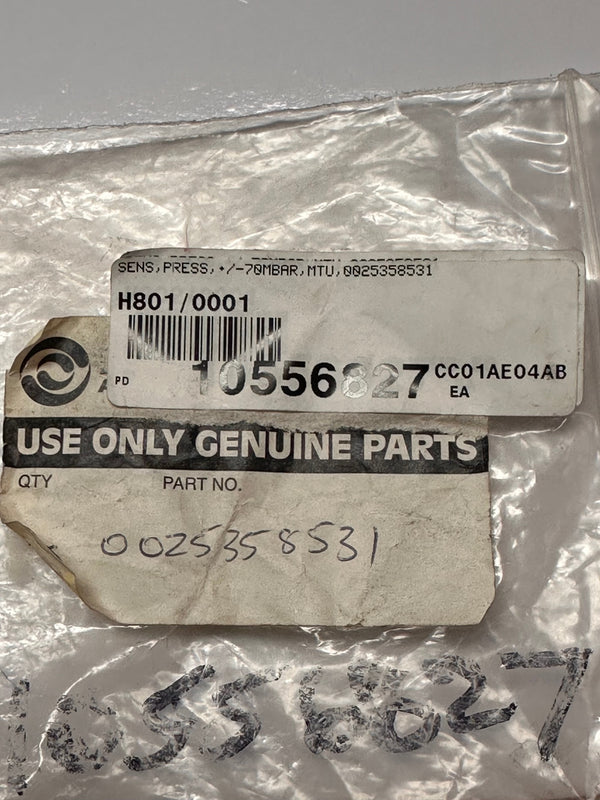 SENS,PRESS,+/-70MBAR,MTU,0025358531
H801/0001
PD 10556827 CC01AE04AB
EA
USE ONLY GENUINE PARTS
QTY PART NO.
0025358531
10556827